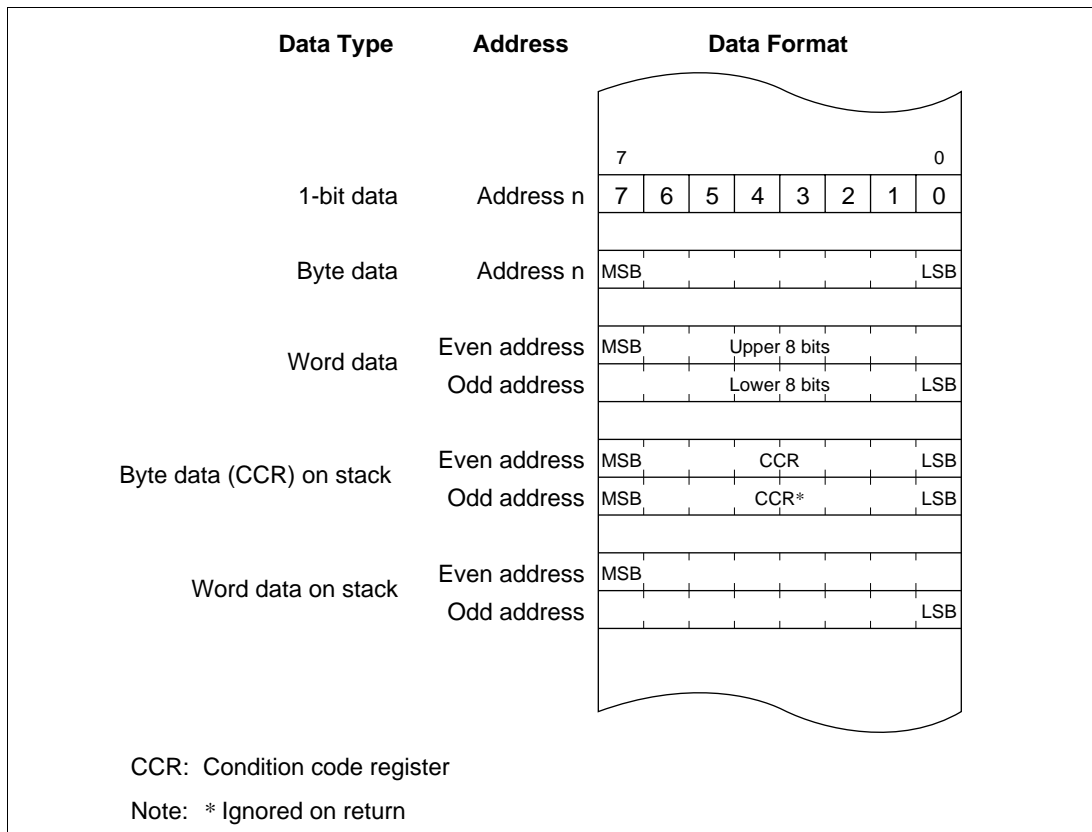 Data Type Address Data Format
7 0
1-bit data Address n 7 6 5 4 3 2 1 0
Byte data Address n MSB LSB
Word data
Even address MSB Upper 8 bits
Odd address Lower 8 bits LSB
Byte data (CCR) on stack
Even address MSB CCR LSB
Odd address MSB CCR* LSB
Word data on stack
Even address MSB
Odd address LSB
CCR: Condition code register
Note: * Ignored on return